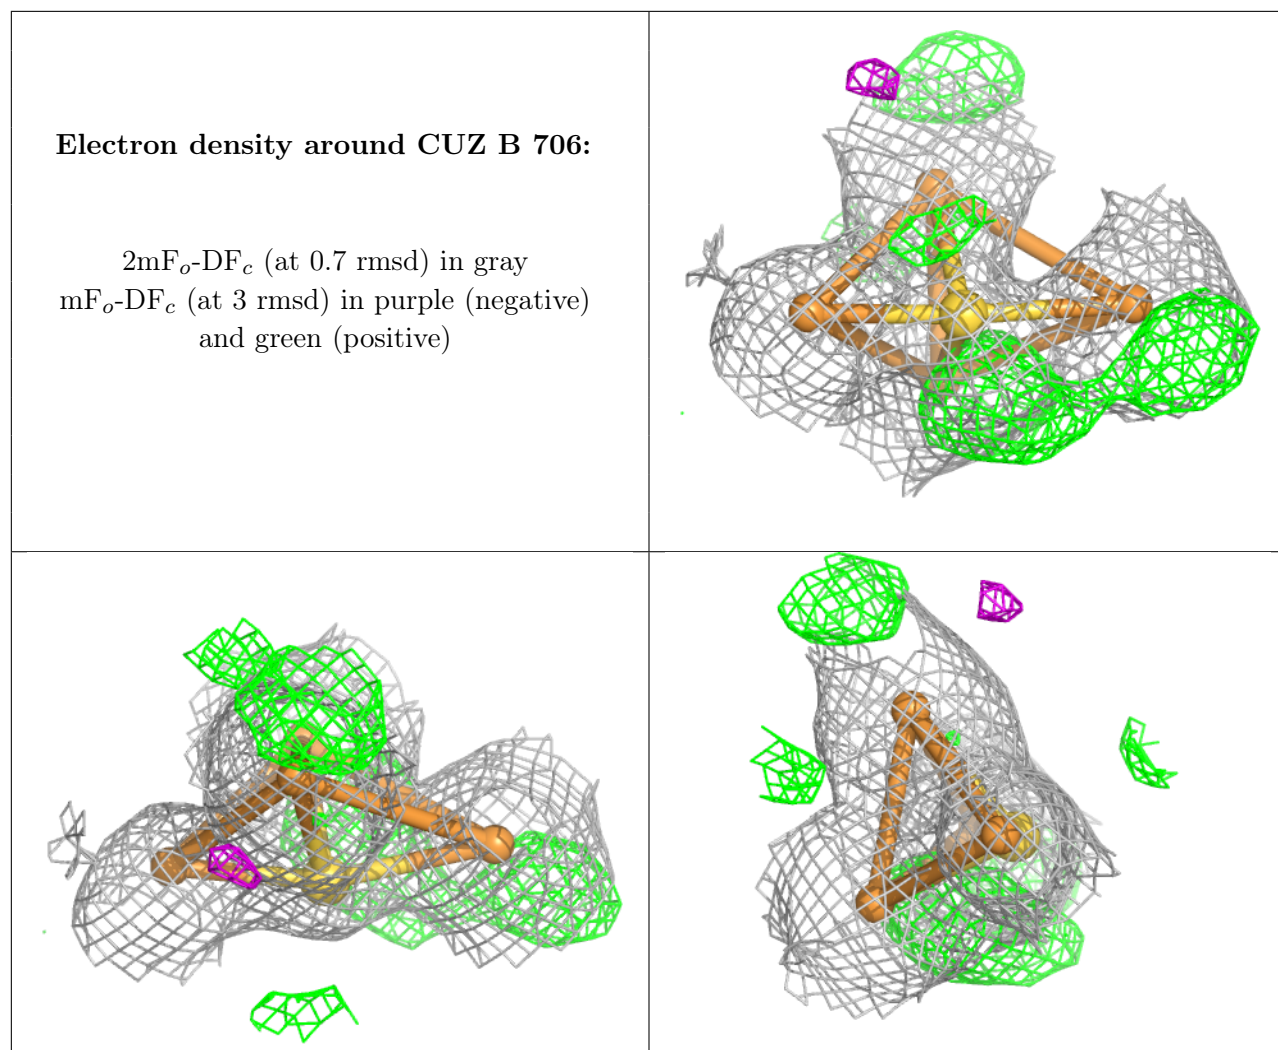 Electron density around CUZ B 706:
2mFₒ-DF𝑐 (at 0.7 rmsd) in gray
mFₒ-DF𝑐 (at 3 rmsd) in purple (negative)
and green (positive)